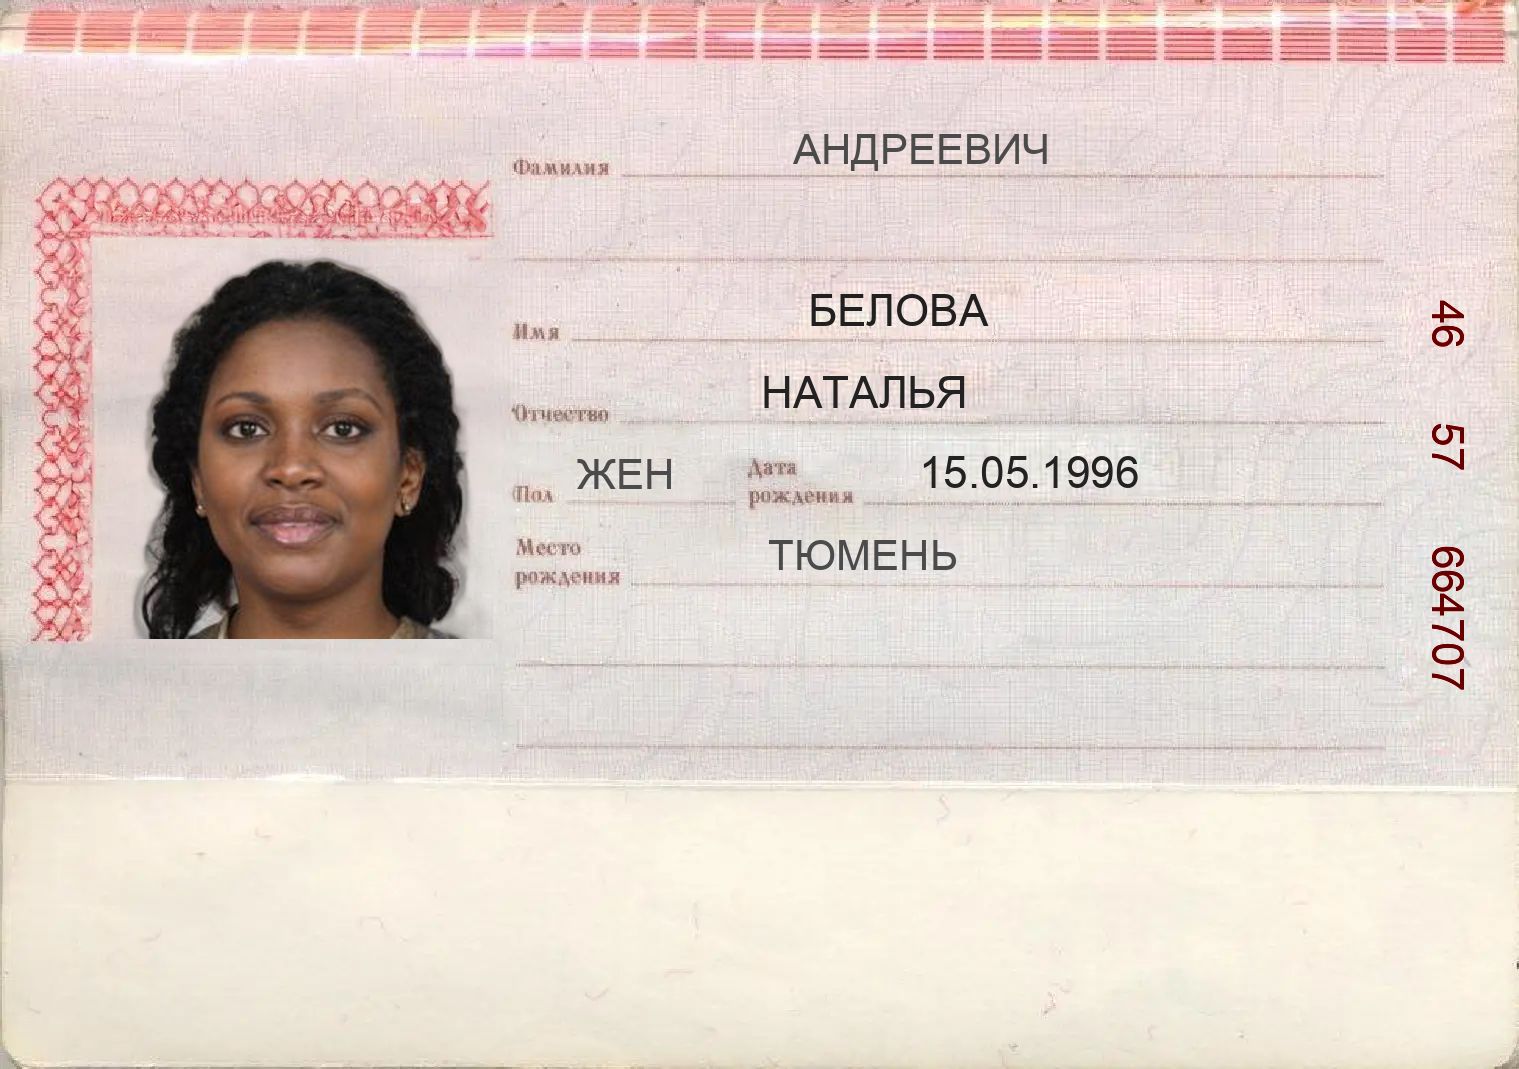 Фамилия АНДРЕЕВИЧ
Имя БЕЛОВА
Отчество НАТАЛЬЯ
Пол ЖЕН Дата рождения 15.05.1996
Место рождения ТЮМЕНЬ
46 57 664707